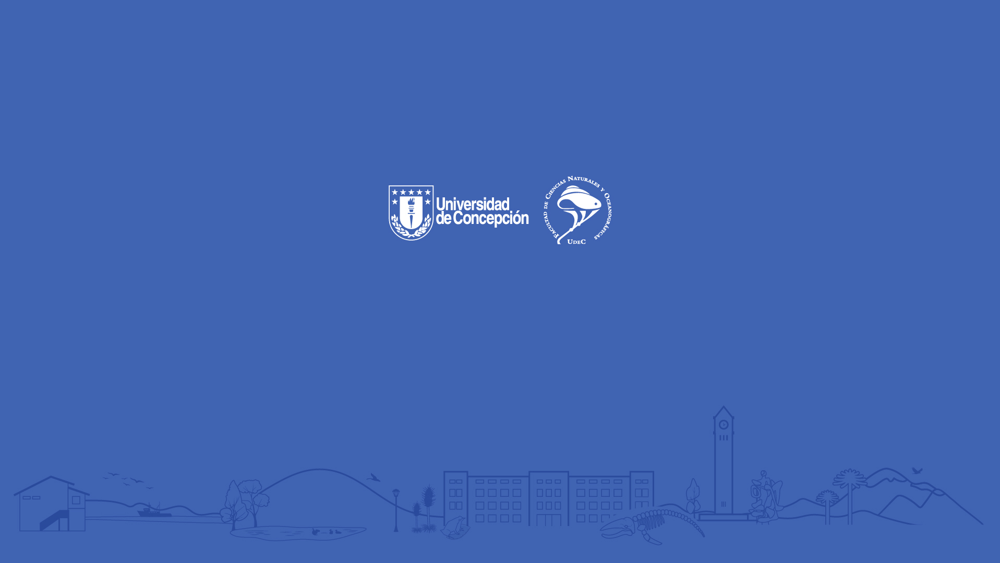 Universidad
de Concepción
Facultad de Ciencias Naturales y Oceanográficas
UdeC